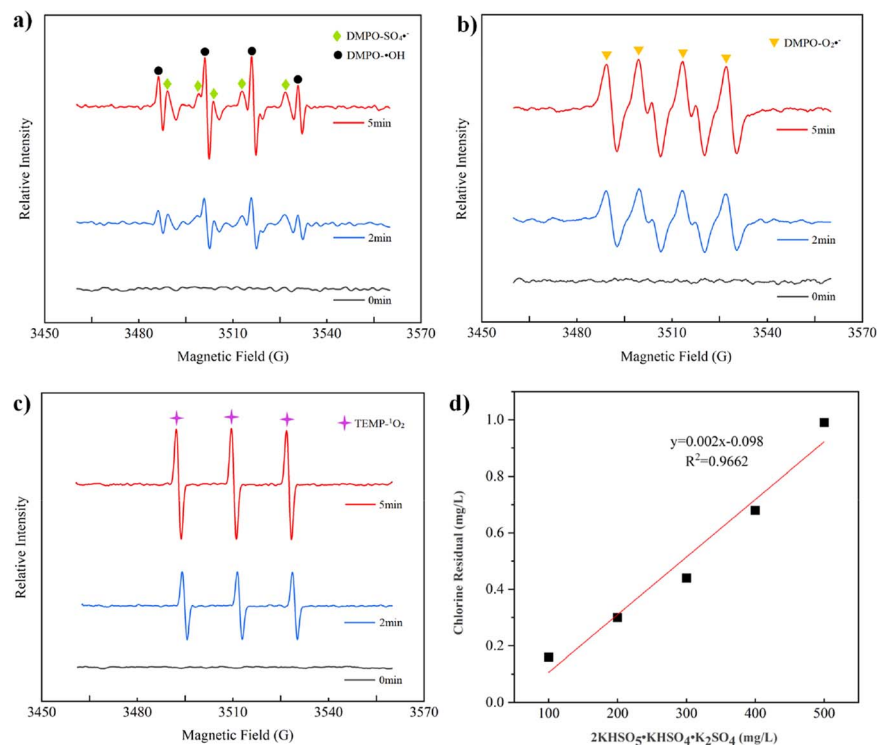 a)
DMPO-SO₄•⁻
DMPO-•OH
5min
2min
0min
Relative Intensity
3450 3480 3510 3540 3570
Magnetic Field (G)
b)
DMPO-O₂•⁻
5min
2min
0min
Relative Intensity
3450 3480 3510 3540 3570
Magnetic Field (G)
c)
TEMP-¹O₂
5min
2min
0min
Relative Intensity
3450 3480 3510 3540 3570
Magnetic Field (G)
d)
y=0.002x-0.098
R²=0.9662
1.0
0.8
0.6
0.4
0.2
0.0
Chlorine Residual (mg/L)
100 200 300 400 500
2KHSO₅•KHSO₄•K₂SO₄ (mg/L)